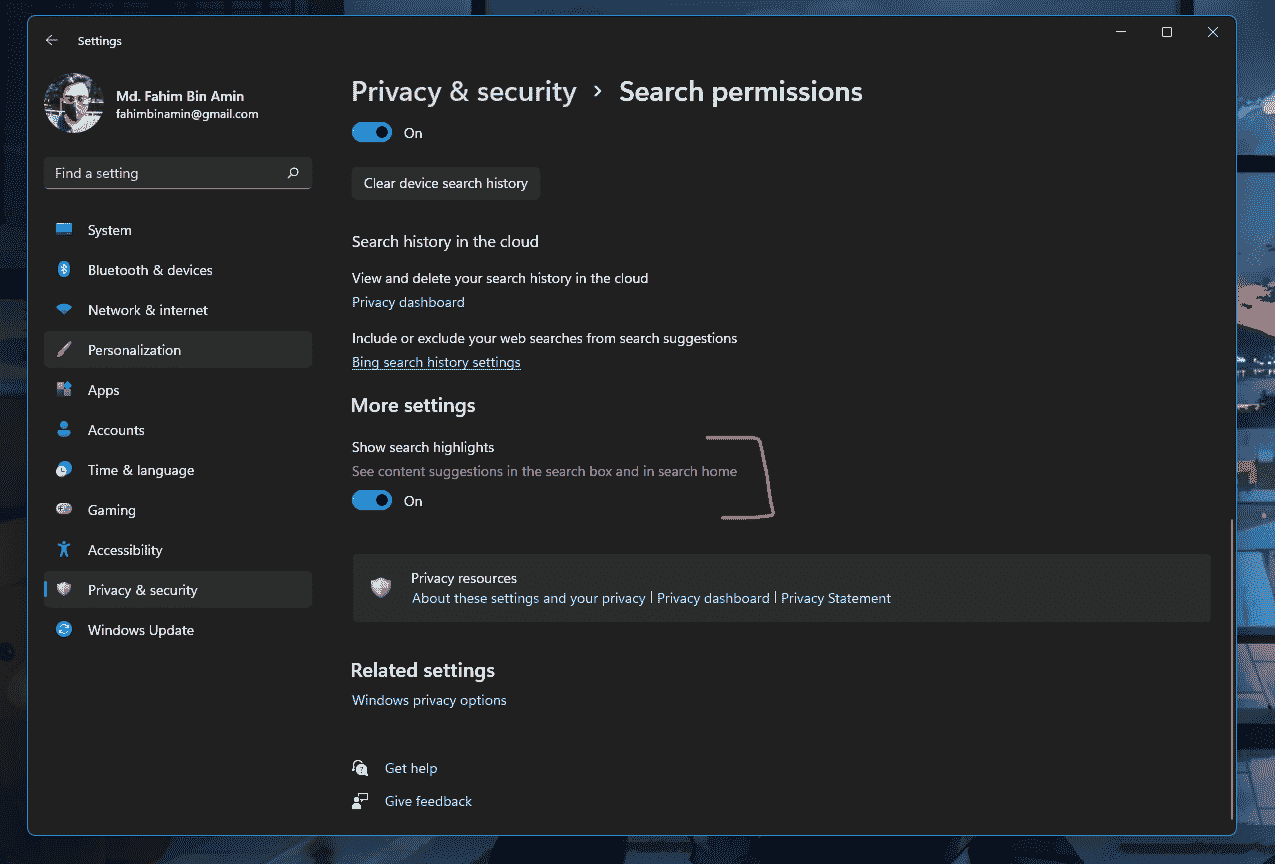 Settings
Md. Fahim Bin Amin
fahimbinamin@gmail.com
Find a setting
System
Bluetooth & devices
Network & internet
Personalization
Apps
Accounts
Time & language
Gaming
Accessibility
Privacy & security
Windows Update
Privacy & security > Search permissions
On
Clear device search history
Search history in the cloud
View and delete your search history in the cloud
Privacy dashboard
Include or exclude your web searches from search suggestions
Bing search history settings
More settings
Show search highlights
See content suggestions in the search box and in search home
On
Privacy resources
About these settings and your privacy | Privacy dashboard | Privacy Statement
Related settings
Windows privacy options
Get help
Give feedback